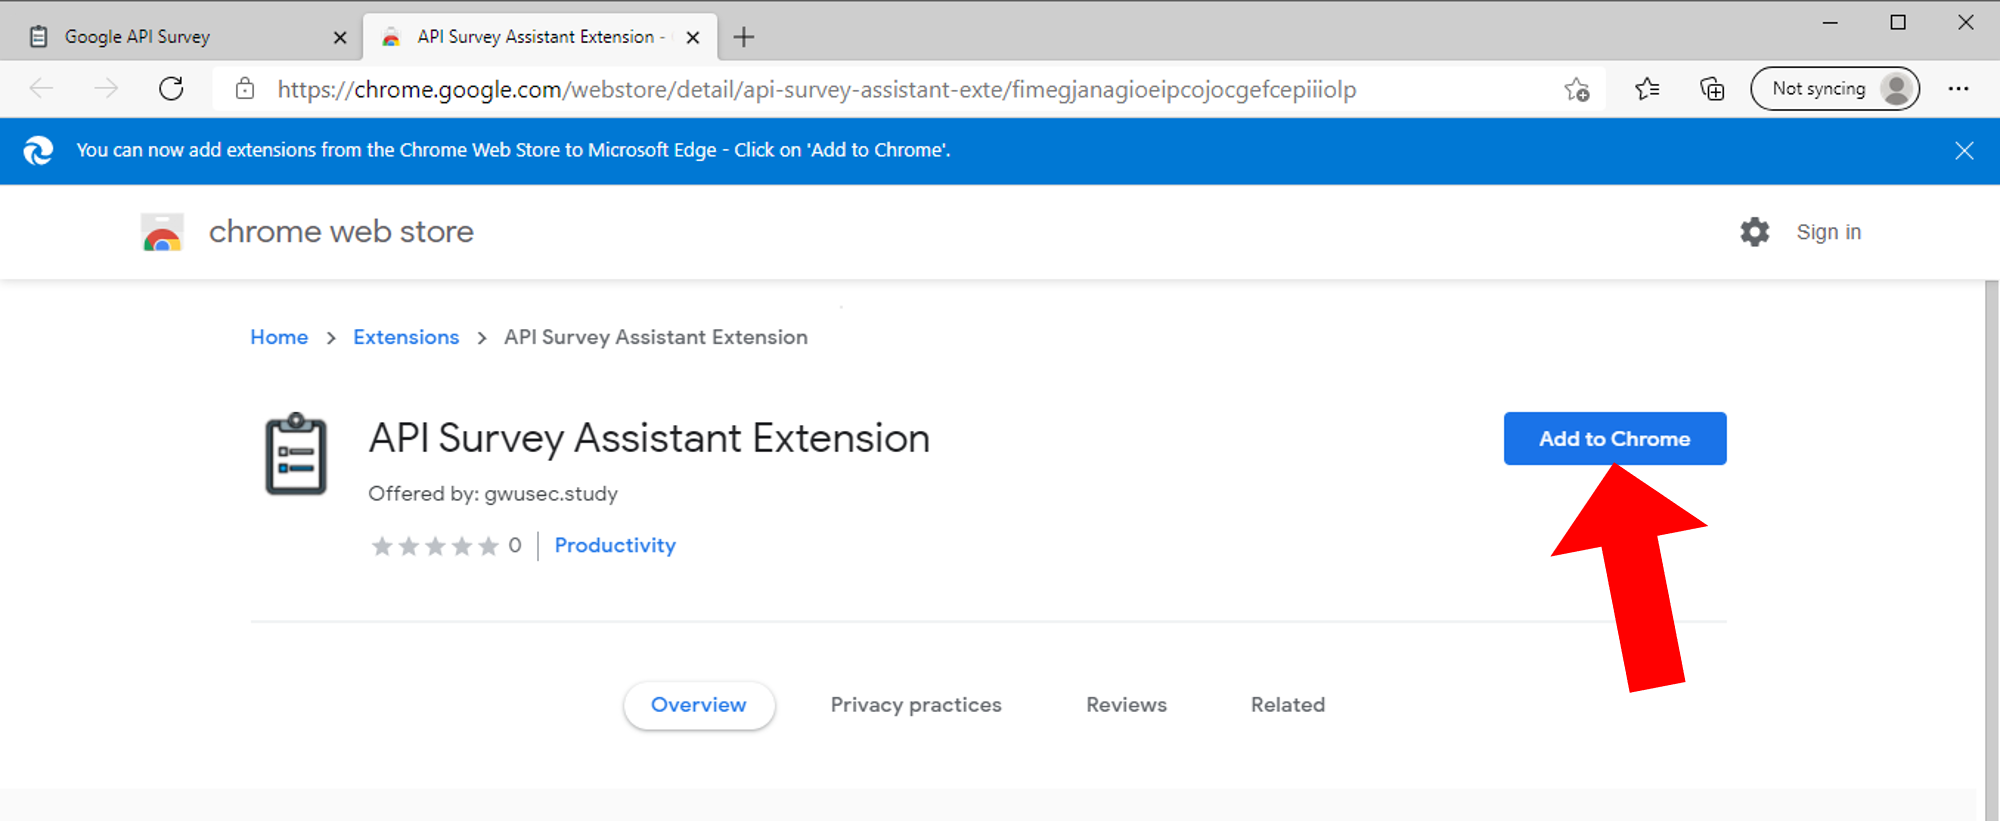 Google API Survey
API Survey Assistant Extension -
https://chrome.google.com/webstore/detail/api-survey-assistant-exte/fimegjanagioeipcojocgefcepiiiolp
Not syncing
You can now add extensions from the Chrome Web Store to Microsoft Edge - Click on 'Add to Chrome'.
chrome web store
Sign in
Home > Extensions > API Survey Assistant Extension
API Survey Assistant Extension
Add to Chrome
Offered by: gwusec.study
0 | Productivity
Overview
Privacy practices
Reviews
Related